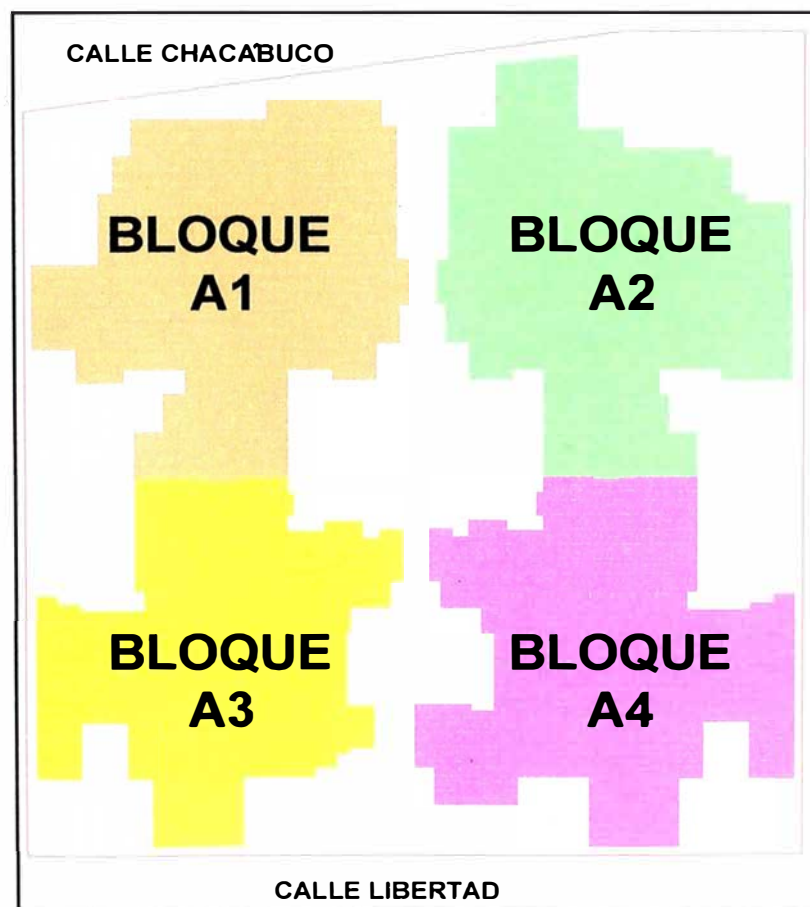 CALLE CHACABUCO
BLOQUE
A1
BLOQUE
A2
BLOQUE
A3
BLOQUE
A4
CALLE LIBERTAD